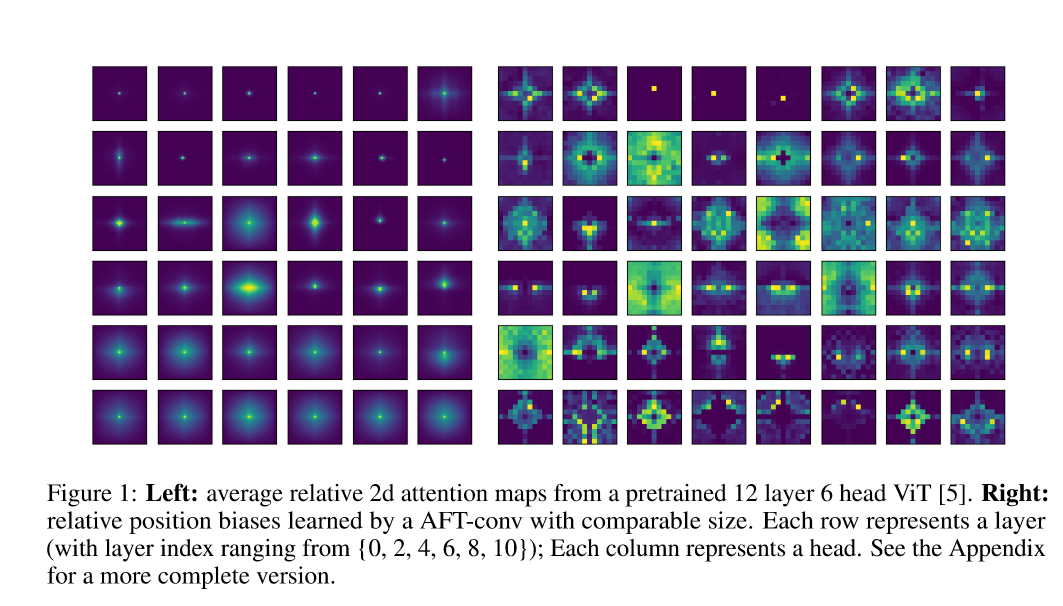 Figure 1: Left: average relative 2d attention maps from a pretrained 12 layer 6 head ViT [5]. Right:
relative position biases learned by a AFT-conv with comparable size. Each row represents a layer
(with layer index ranging from {0, 2, 4, 6, 8, 10}); Each column represents a head. See the Appendix
for a more complete version.